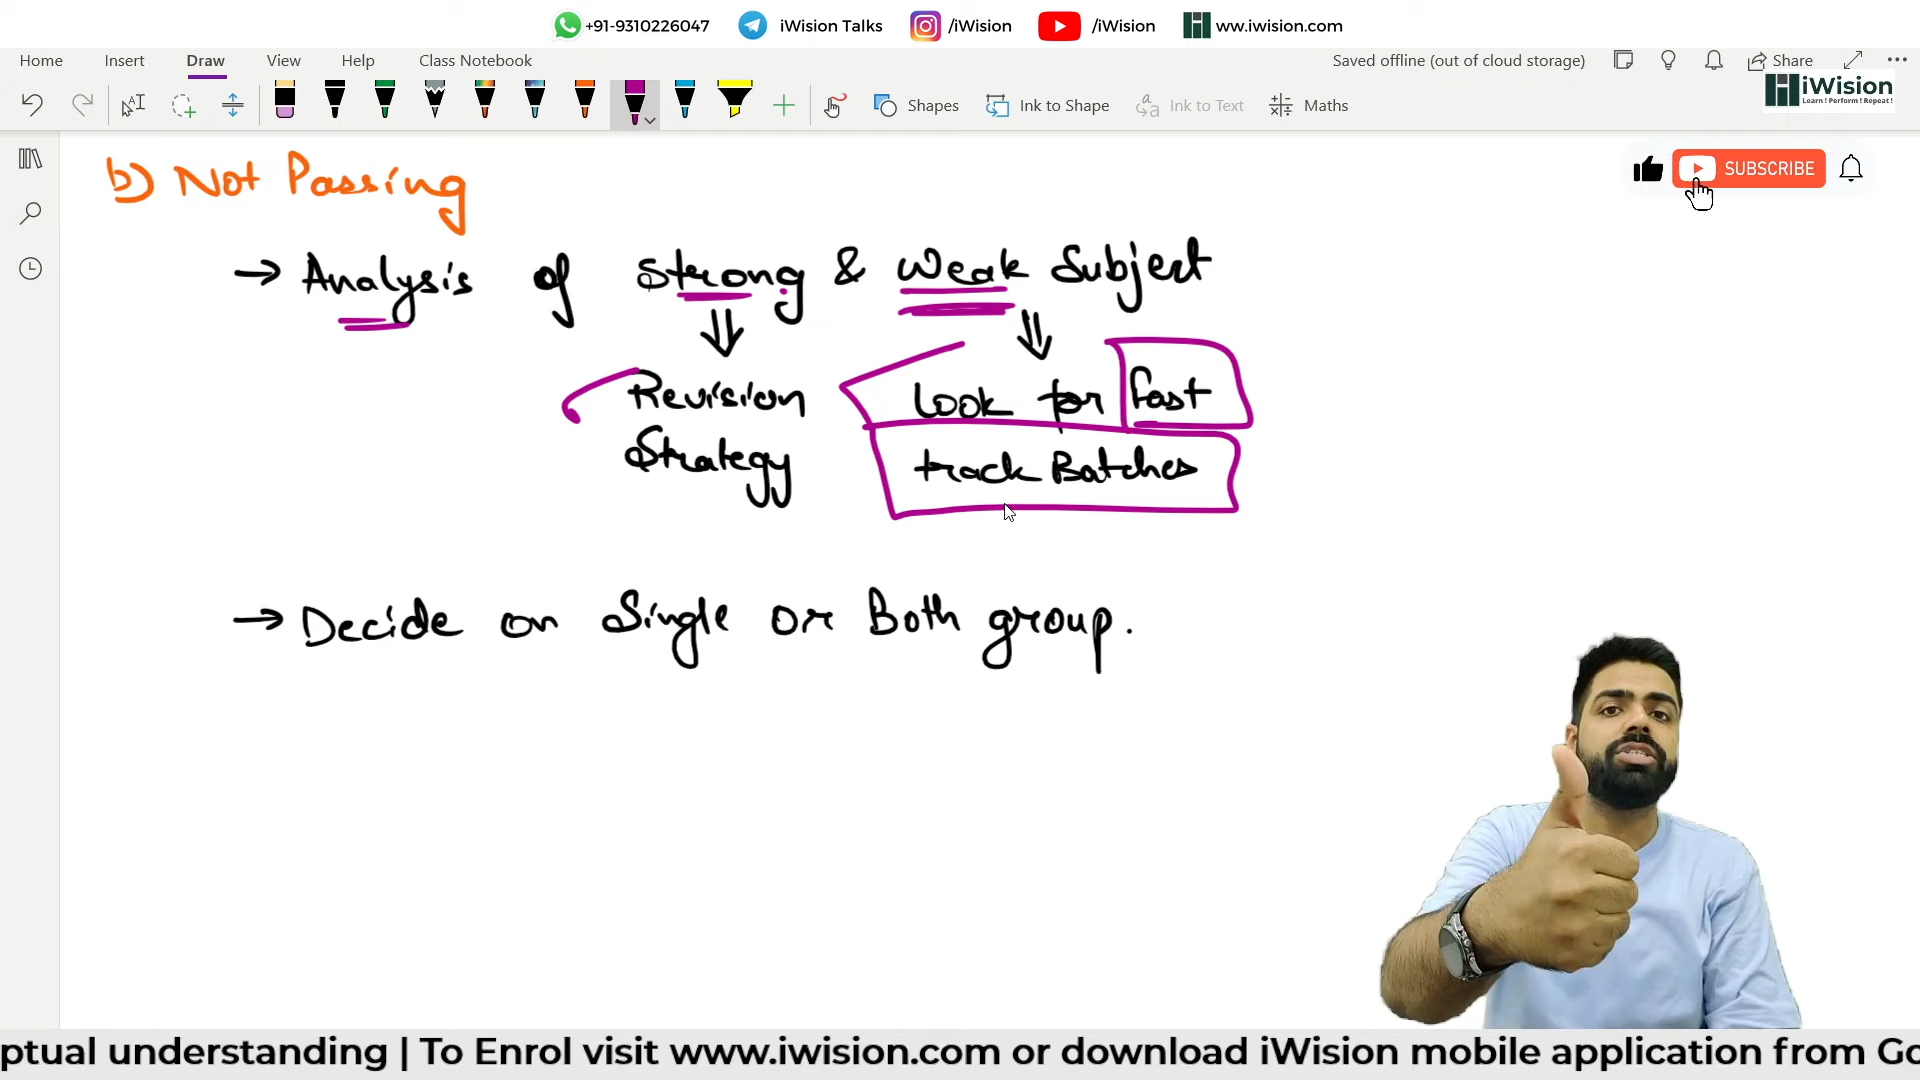 +91-9310226047 iWision Talks /iWision /iWision ww.iwision.com
Home Insert Draw View Help Class Notebook Saved offline (out of cloud storage) Share
Shapes Ink to Shape Ink to Text Maths
iWision
Learn ! Perform ! Repeat !
SUBSCRIBE
b) Not Passing
→ Analysis of Strong & Weak Subject
Revision Look for fast
Strategy track Batches
→ Decide on Single or Both group.
ptual understanding | To Enrol visit www.iwision.com or download iWision mobile application from Go